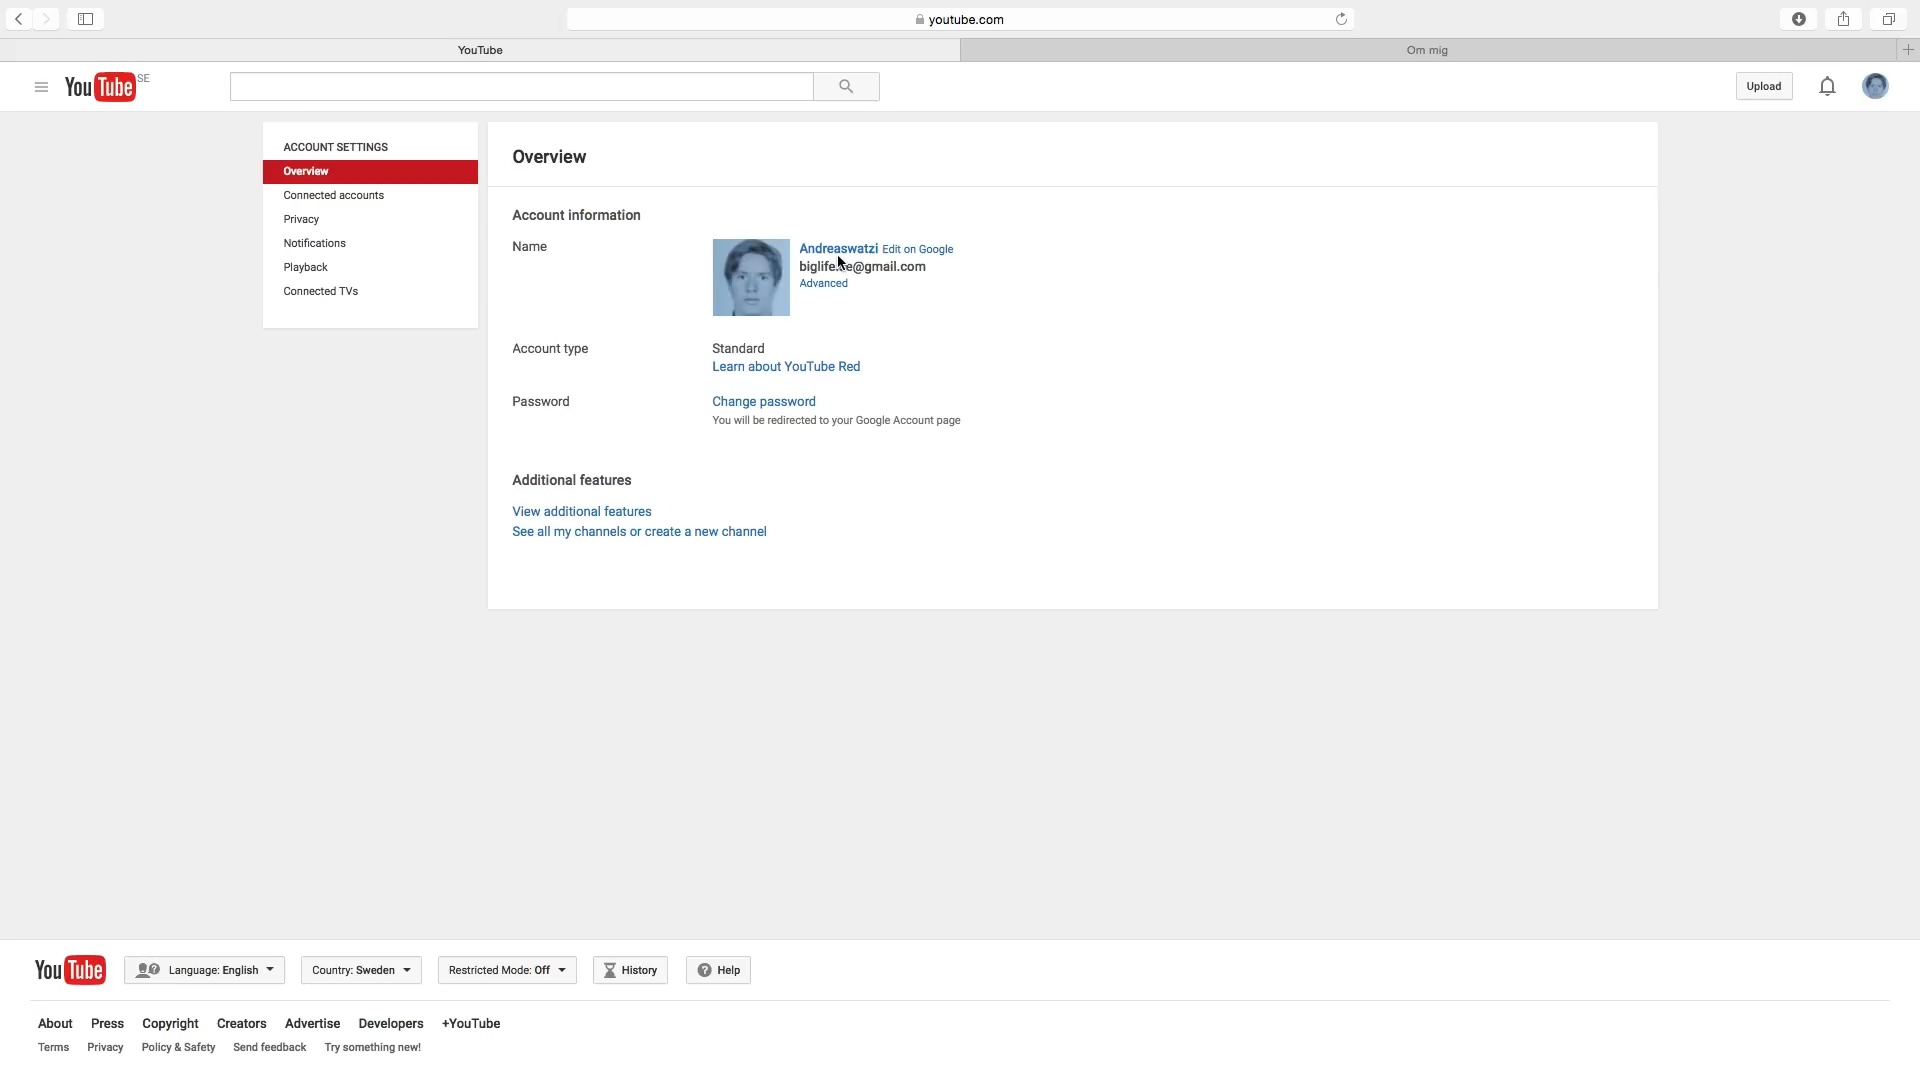 youtube.com
YouTube
Om mig
YouTube SE
Upload
ACCOUNT SETTINGS
Overview
Connected accounts
Privacy
Notifications
Playback
Connected TVs
Overview
Account information
Name
Andreaswatzi Edit on Google
@gmail.com
Advanced
Account type
Standard
Learn about YouTube Red
Password
Change password
You will be redirected to your Google Account page
Additional features
View additional features
See all my channels or create a new channel
YouTube
Language: English
Country: Sweden
Restricted Mode: Off
History
Help
About Press Copyright Creators Advertise Developers +YouTube
Terms Privacy Policy & Safety Send feedback Try something new!